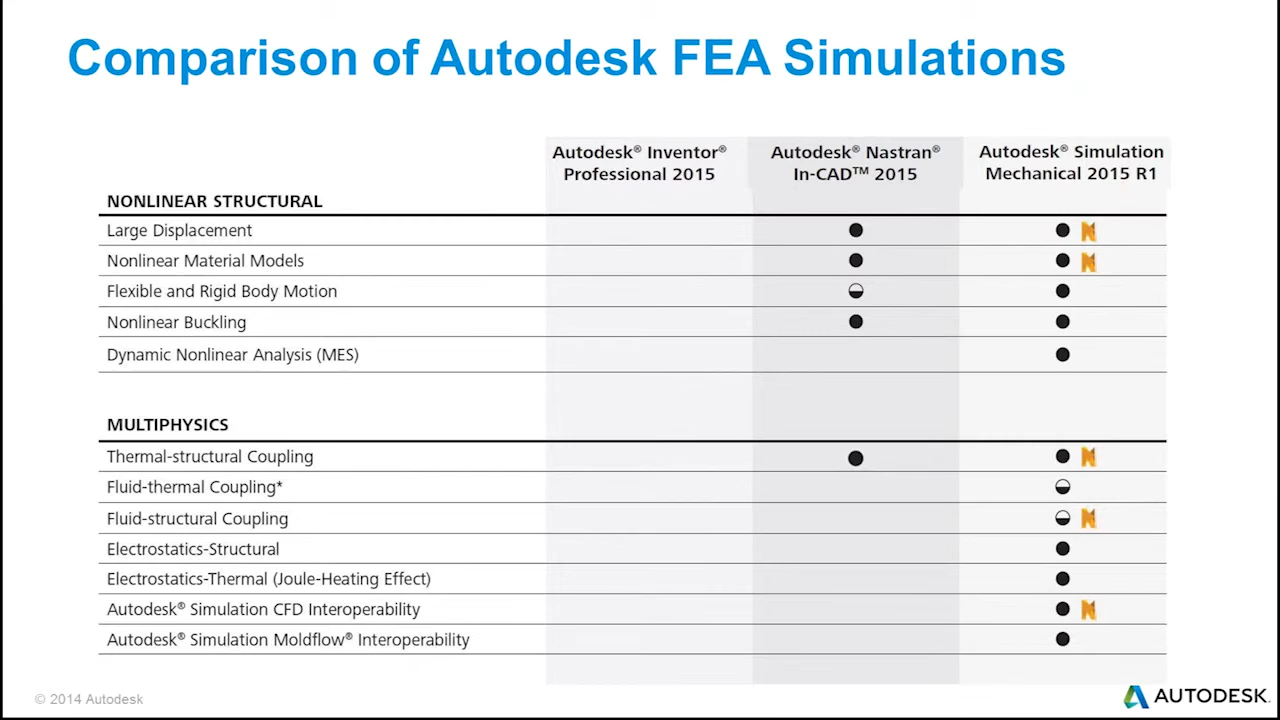 Comparison of Autodesk FEA Simulations
Autodesk® Inventor® Professional 2015
Autodesk® Nastran® In-CAD™ 2015
Autodesk® Simulation Mechanical 2015 R1
NONLINEAR STRUCTURAL
Large Displacement
Nonlinear Material Models
Flexible and Rigid Body Motion
Nonlinear Buckling
Dynamic Nonlinear Analysis (MES)
MULTIPHYSICS
Thermal-structural Coupling
Fluid-thermal Coupling*
Fluid-structural Coupling
Electrostatics-Structural
Electrostatics-Thermal (Joule-Heating Effect)
Autodesk® Simulation CFD Interoperability
Autodesk® Simulation Moldflow® Interoperability
© 2014 Autodesk
AUTODESK.